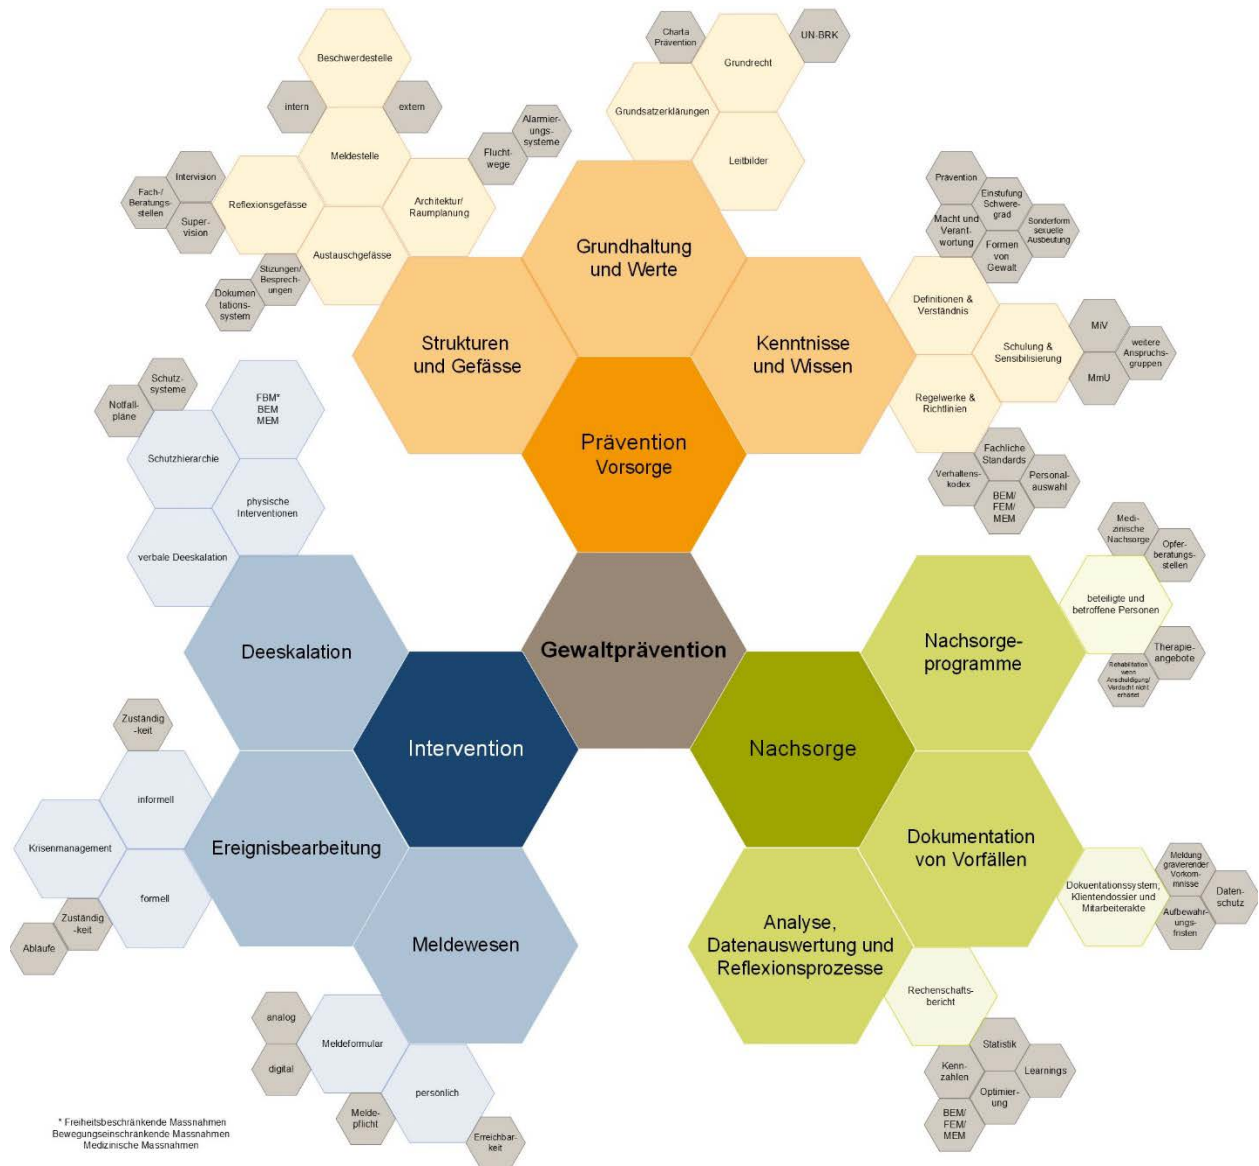 Beschwerdestelle
intern
extern
Meldestelle
Intervision
Fach-/
Beratungs-
stellen
Super-
vision
Reflexionsgefässe
Architektur/
Raumplanung
Flucht-
wege
Alarmier-
ungs-
systeme
Austauschgefässe
Sitzungen/
Besprech-
ungen
Dokumen
tations-
system
Charta
Prävention
UN-BRK
Grundrecht
Grundsatzerklärungen
Leitbilder
Grundhaltung
und Werte
Strukturen
und Gefässe
Kenntnisse
und Wissen
Prävention
Vorsorge
Prävention
Einstufung
Schwere-
grad
Macht und
Verant-
wortung
Sonderform
sexuelle
Ausbeutung
Formen
von
Gewalt
Definitionen &
Verständnis
Schulung &
Sensibilisierung
MiV
weitere
Anspruchs-
gruppen
MmU
Regelwerke &
Richtlinien
Fachliche
Standards
Verhaltens-
kodex
Personal-
auswahl
BEM/
FEM/
MEM
Schutz-
systeme
Notfall-
pläne
FBM*
BEM
MEM
Schutzhierarchie
physische
Interventionen
verbale Deeskalation
Deeskalation
Gewaltprävention
Intervention
Zuständig
-keit
informell
Krisenmanagement
formell
Zuständig
-keit
Abläufe
Ereignisbearbeitung
Meldewesen
analog
digital
Meldeformular
persönlich
Melde-
pflicht
Erreichbar-
keit
Nachsorge
Nachsorge-
programme
Medi-
zinische
Nachsorge
Opfer-
beratungs-
stellen
beteiligte und
betroffene Personen
Therapie-
angebote
Rehabilitation
wenn
Anschuldigung/
Verdacht nicht
erhärtet
Dokumentation
von Vorfällen
Dokuentationssystem,
Klientendossier und
Mitarbeiterakte
Meldung
gravierender
Vorkom-
mnisse
Daten-
schutz
Aufbewahr-
ungs-
fristen
Analyse,
Datenauswertung und
Reflexionsprozesse
Rechenschafts-
bericht
Statistik
Kenn-
zahlen
Learnings
Optimier-
ung
BEM/
FEM/
MEM
* Freiheitsbeschränkende Massnahmen
Bewegungseinschränkende Massnahmen
Medizinische Massnahmen